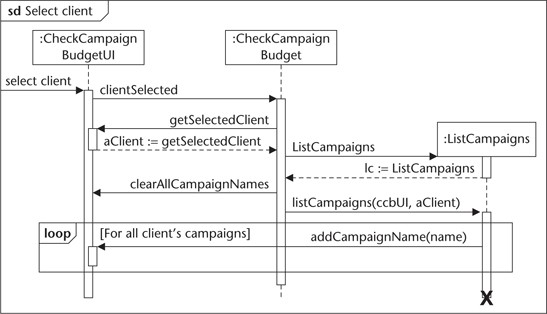 sd Select client
:CheckCampaign
BudgetUI
:CheckCampaign
Budget
select client
clientSelected
getSelectedClient
aClient := getSelectedClient
ListCampaigns
:ListCampaigns
lc := ListCampaigns
clearAllCampaignNames
listCampaigns(ccbUI, aClient)
loop
[For all client's campaigns]
addCampaignName(name)